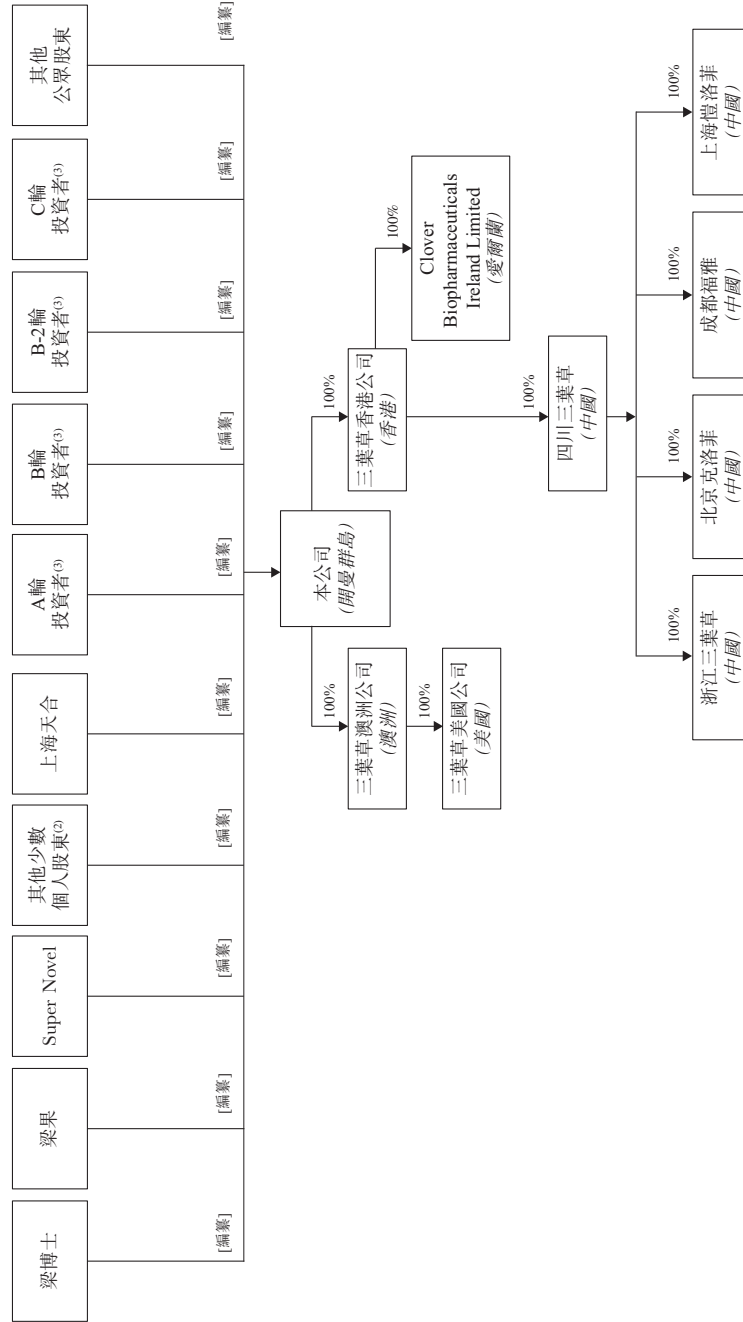 梁博士
梁果
Super Novel
其他少數
個人股東(2)
上海天合
A輪
投資者(3)
B輪
投資者(3)
B-2輪
投資者(3)
C輪
投資者(3)
其他
公眾股東
[編纂]
[編纂]
[編纂]
[編纂]
[編纂]
[編纂]
[編纂]
[編纂]
[編纂]
[編纂]
本公司
(開曼群島)
100%
100%
三葉草澳洲公司
(澳洲)
三葉草香港公司
(香港)
100%
100%
三葉草美國公司
(美國)
Clover
Biopharmaceuticals
Ireland Limited
(愛爾蘭)
100%
四川三葉草
(中國)
100%
100%
100%
100%
浙江三葉草
(中國)
北京克洛菲
(中國)
成都福雅
(中國)
上海愷洛菲
(中國)